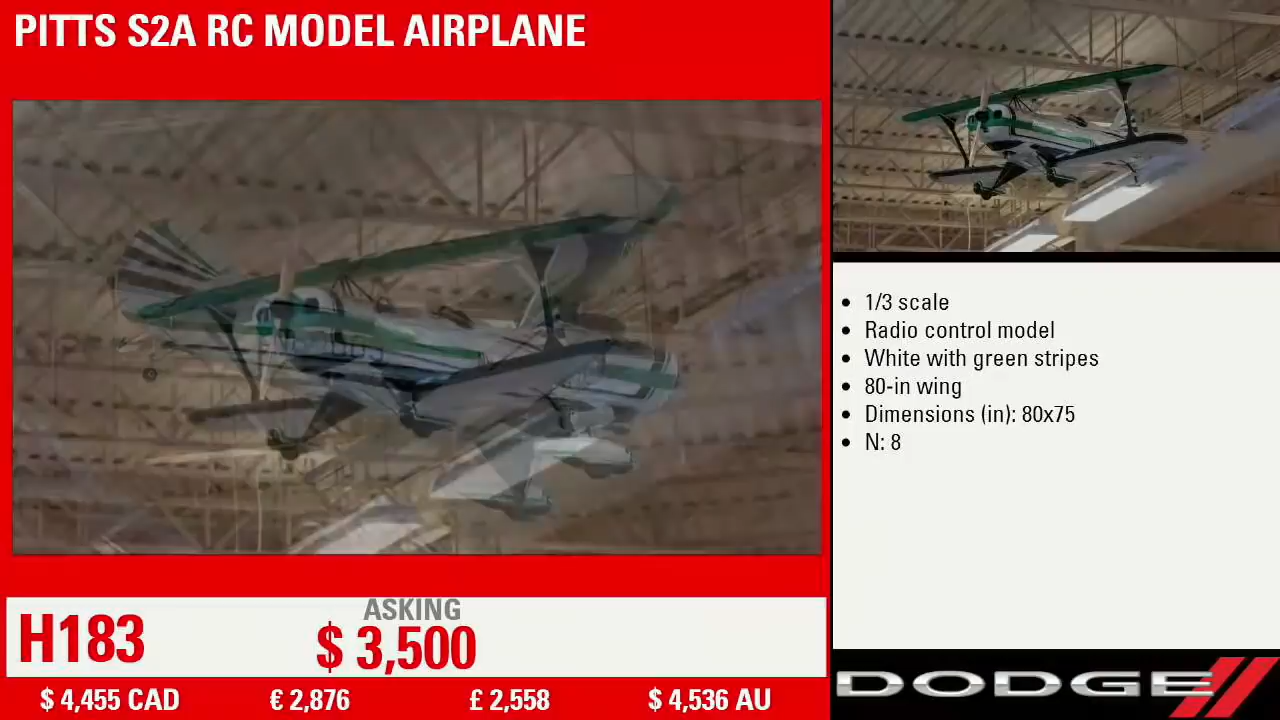 PITTS S2A RC MODEL AIRPLANE
• 1/3 scale
• Radio control model
• White with green stripes
• 80-in wing
• Dimensions (in): 80x75
• N: 8
ASKING
H183
$ 3,500
$ 4,455 CAD
€ 2,876
£ 2,558
$ 4,536 AU
DODGE